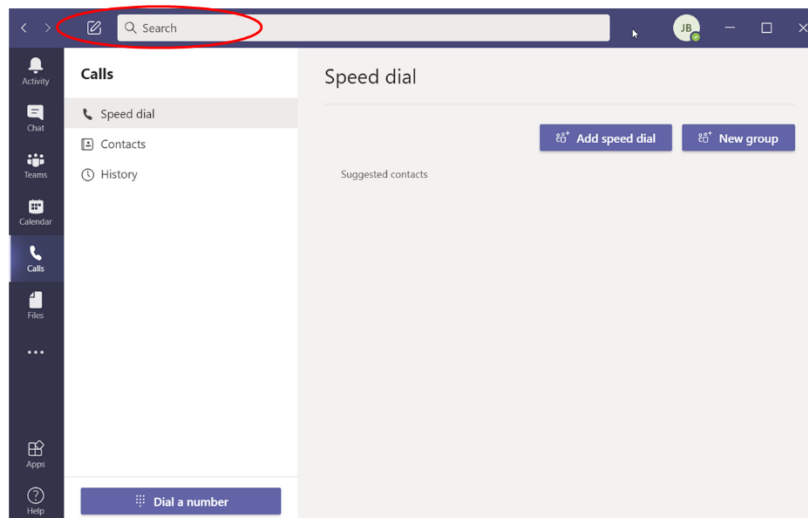 Search
JB
Activity
Chat
Teams
Calendar
Calls
Files
Apps
Help
Calls
Speed dial
Contacts
History
Dial a number
Speed dial
Add speed dial
New group
Suggested contacts